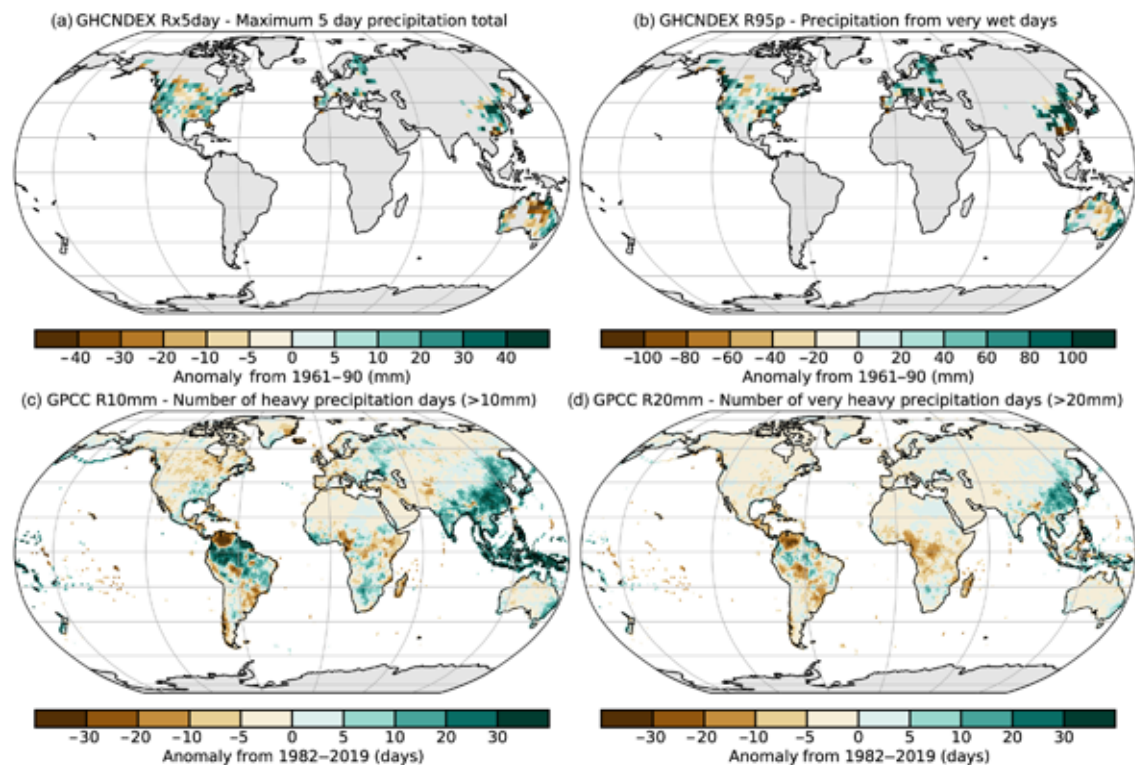 (a) GHCNDEX Rx5day - Maximum 5 day precipitation total
(b) GHCNDEX R95p - Precipitation from very wet days
−40 −30 −20 −10 −5 0 5 10 20 30 40
Anomaly from 1961–90 (mm)
−100 −80 −60 −40 −20 0 20 40 60 80 100
Anomaly from 1961–90 (mm)
(c) GPCC R10mm - Number of heavy precipitation days (>10mm)
(d) GPCC R20mm - Number of very heavy precipitation days (>20mm)
−30 −20 −10 −5 0 5 10 20 30
Anomaly from 1982–2019 (days)
−30 −20 −10 −5 0 5 10 20 30
Anomaly from 1982–2019 (days)